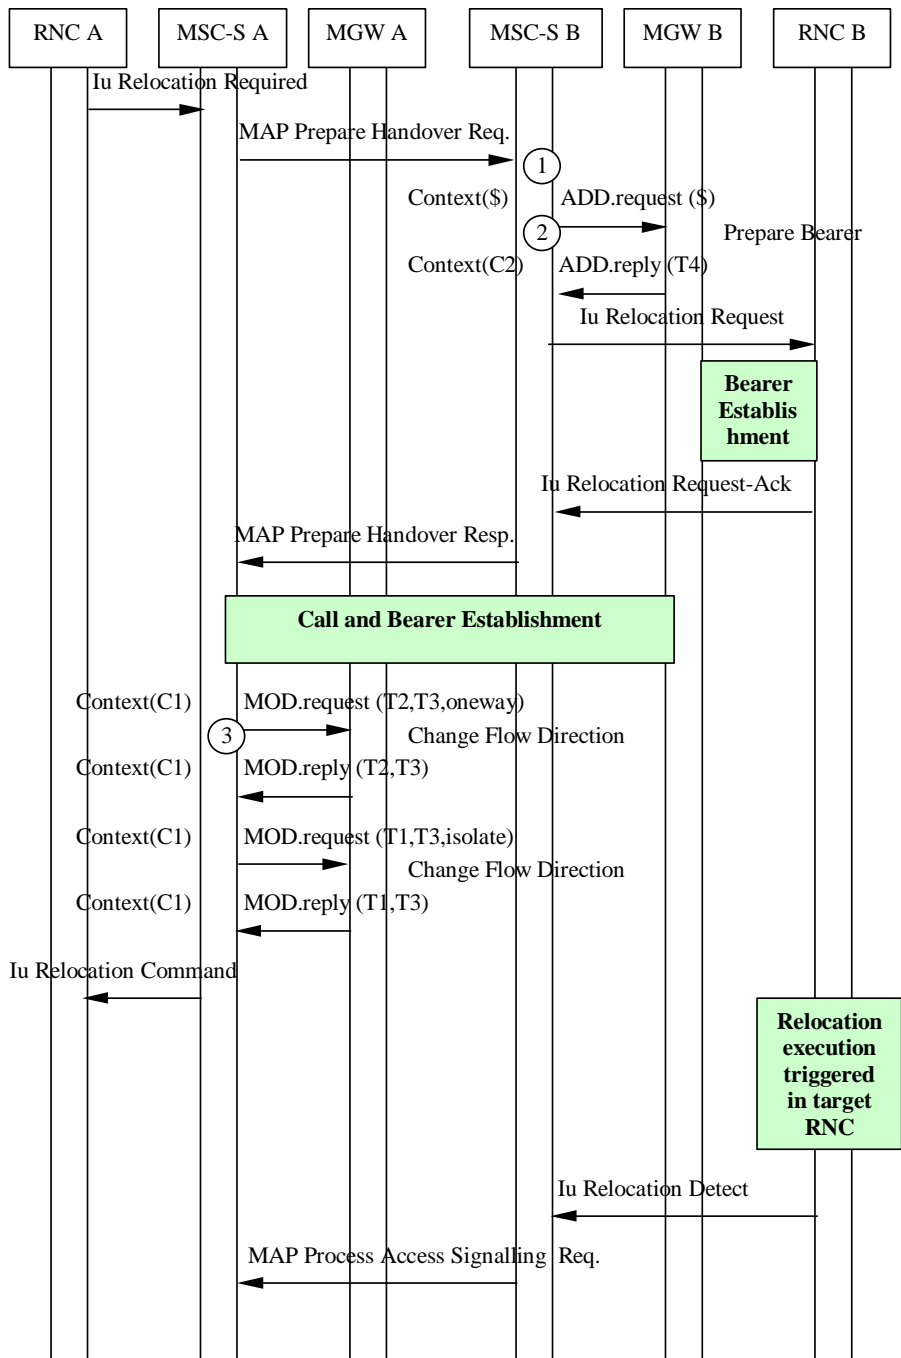 RNC A
MSC-S A
MGW A
MSC-S B
MGW B
RNC B
Iu Relocation Required
MAP Prepare Handover Req.
1
Context($)
ADD.request ($)
2
Prepare Bearer
Context(C2)
ADD.reply (T4)
Iu Relocation Request
Bearer
Establis
hment
Iu Relocation Request-Ack
MAP Prepare Handover Resp.
Call and Bearer Establishment
Context(C1)
MOD.request (T2,T3,oneway)
3
Change Flow Direction
Context(C1)
MOD.reply (T2,T3)
Context(C1)
MOD.request (T1,T3,isolate)
Change Flow Direction
Context(C1)
MOD.reply (T1,T3)
Iu Relocation Command
Relocation
execution
triggered
in target
RNC
Iu Relocation Detect
MAP Process Access Signalling Req.